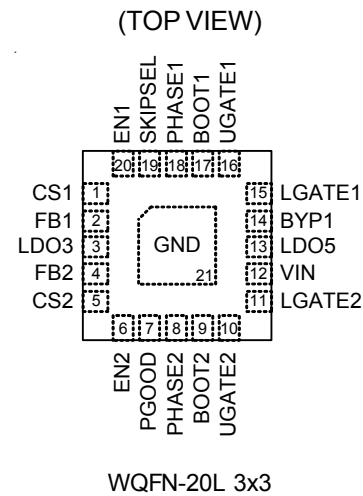 (TOP VIEW)
EN1
SKIPSEL
PHASE1
BOOT1
UGATE1
20 19 18 17 16
CS1 1
FB1 2
LDO3 3
FB2 4
CS2 5
GND
21
15 LGATE1
14 BYP1
13 LDO5
12 VIN
11 LGATE2
6 7 8 9 10
EN2
PGOOD
PHASE2
BOOT2
UGATE2
WQFN-20L 3x3